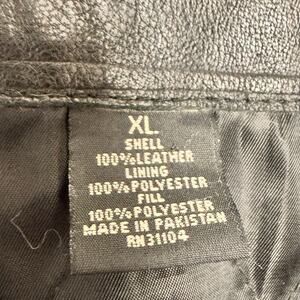 XL
SHELL
100%LEATHER
LINING
100%POLYESTER
FILL
100%POLYESTER
MADE IN PAKISTAN
RN31104